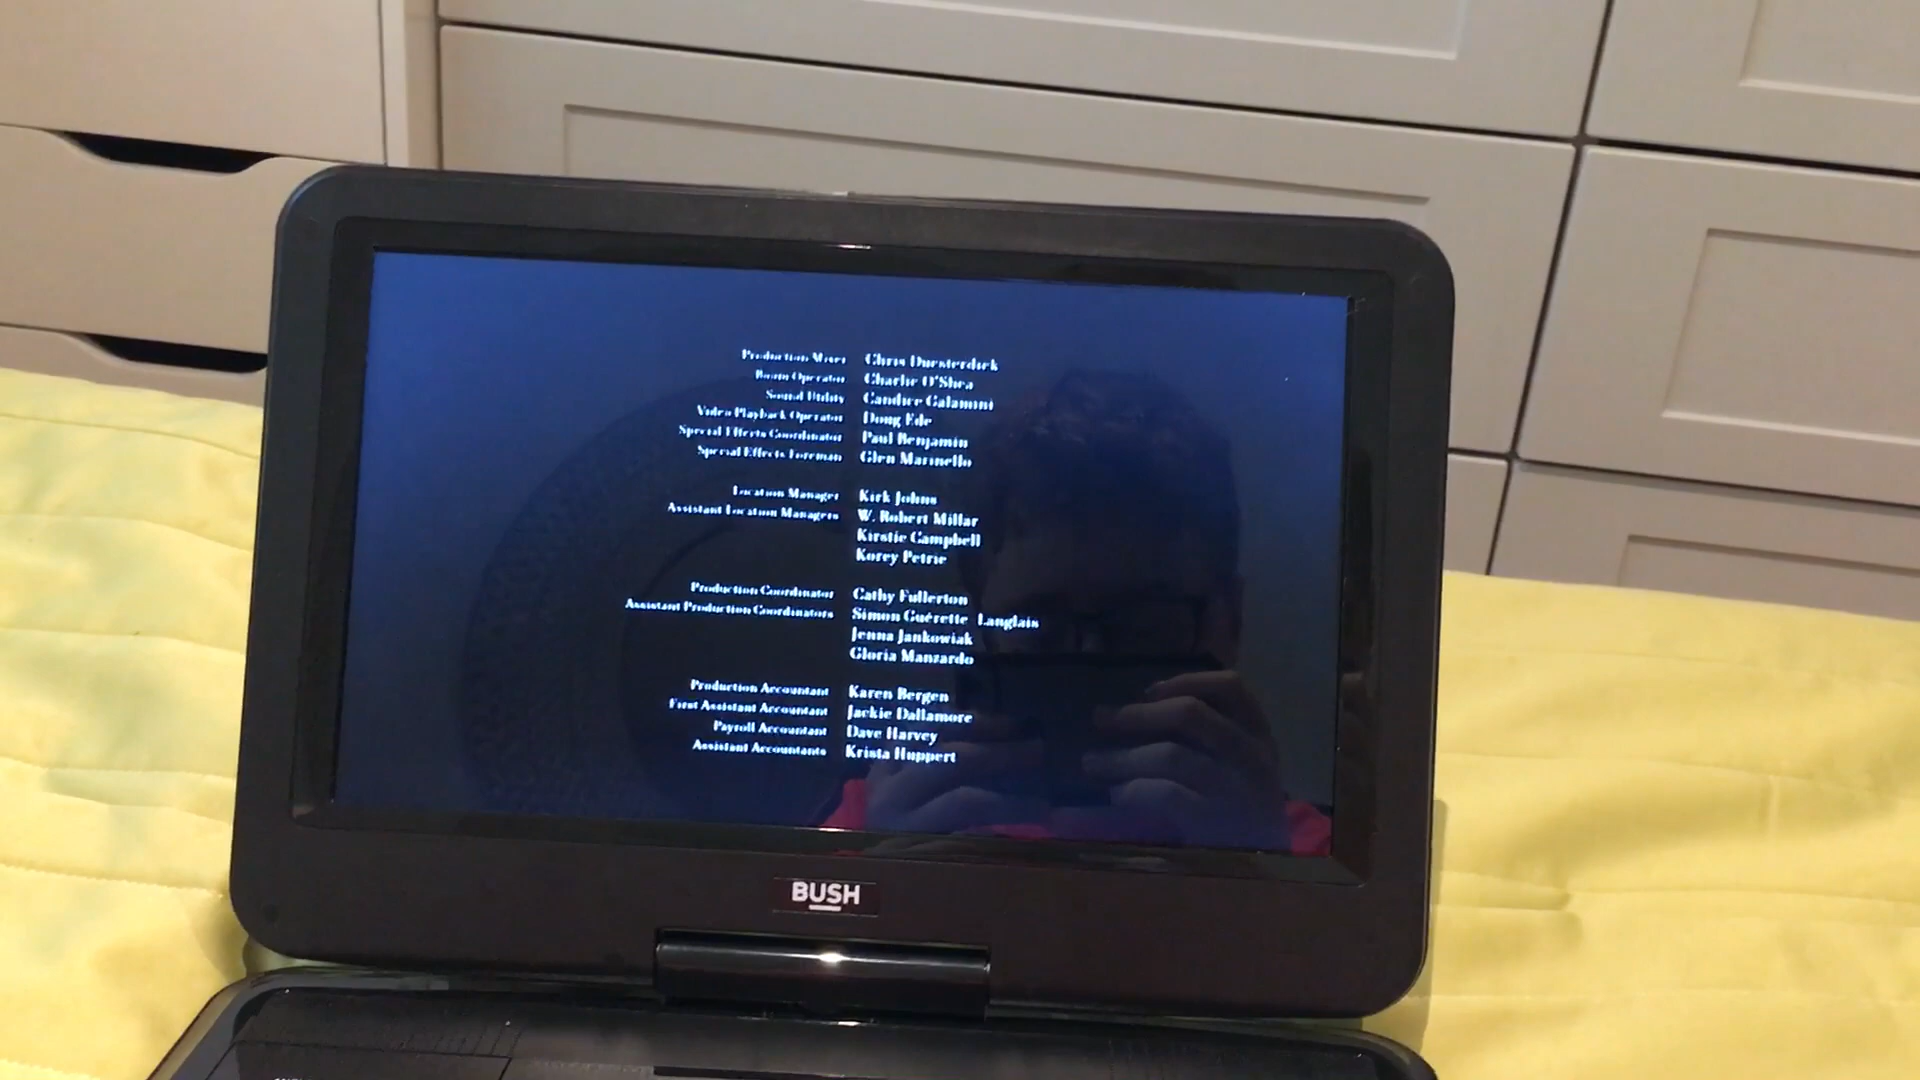 Production Mixer Chris Duesterdiek
Boom Operator Charlie O'Shea
Sound Utility Candice Galamini
Video Playback Operator Doug Ede
Special Effects Coordinator Paul Benjamin
Special Effects Foreman Glen Marinello
Location Manager Kirk Johns
Assistant Location Managers W. Robert Millar
Kirstie Campbell
Korey Petrie
Production Coordinator Cathy Fullerton
Assistant Production Coordinators Simon Guérette Langlais
Jenna Jankowiak
Gloria Manzardo
Production Accountant Karen Bergen
First Assistant Accountant Jackie Dallamore
Payroll Accountant Dave Harvey
Assistant Accountants Krista Huppert
BUSH